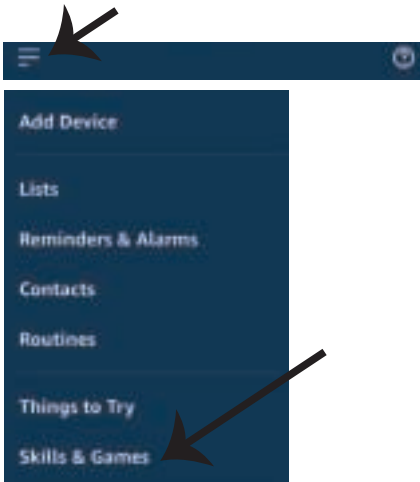 Add Device
Lists
Reminders & Alarms
Contacts
Routines
Things to Try
Skills & Games